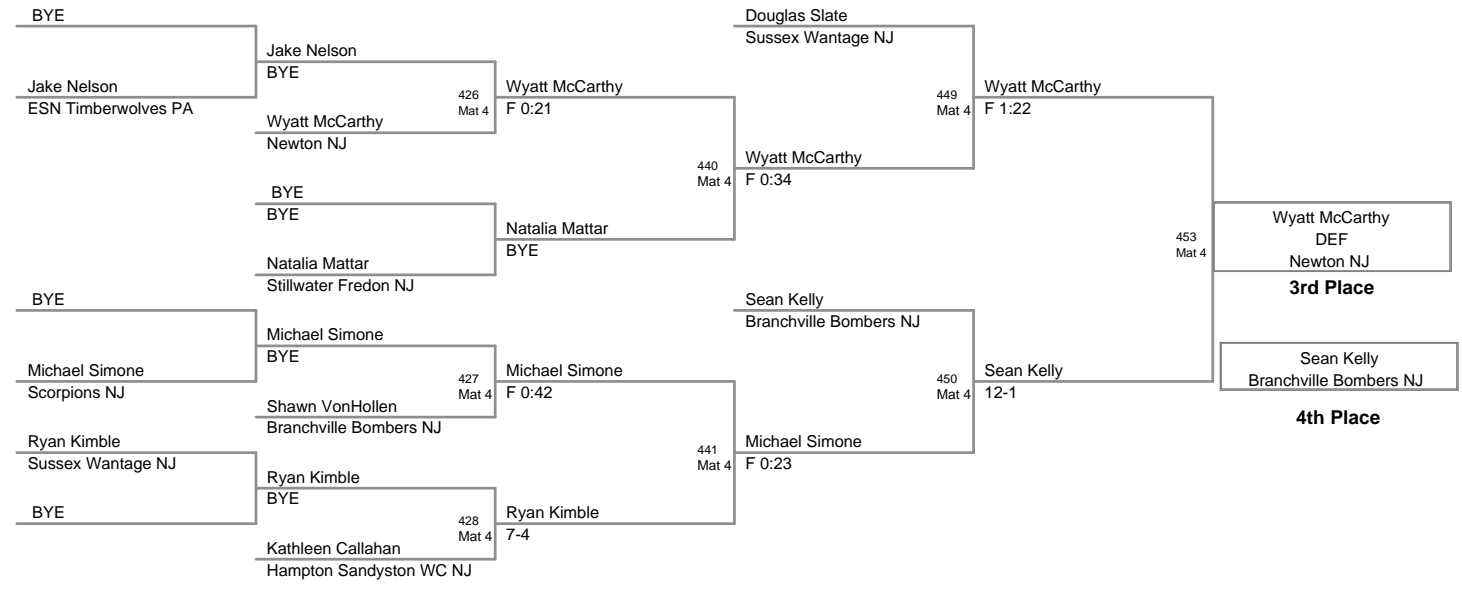 BYE
Jake Nelson
ESN Timberwolves PA
BYE
Michael Simone
Scorpions NJ
Ryan Kimble
Sussex Wantage NJ
BYE
Jake Nelson
BYE
Wyatt McCarthy
Newton NJ
BYE
BYE
Natalia Mattar
Stillwater Fredon NJ
Michael Simone
BYE
Shawn VonHollen
Branchville Bombers NJ
Ryan Kimble
BYE
Kathleen Callahan
Hampton Sandyston WC NJ
426
Mat 4
427
Mat 4
428
Mat 4
Wyatt McCarthy
F 0:21
Natalia Mattar
BYE
Michael Simone
F 0:42
Ryan Kimble
7-4
440
Mat 4
441
Mat 4
Douglas Slate
Sussex Wantage NJ
Wyatt McCarthy
F 0:34
Sean Kelly
Branchville Bombers NJ
Michael Simone
F 0:23
449
Mat 4
450
Mat 4
Wyatt McCarthy
F 1:22
Sean Kelly
12-1
453
Mat 4
Wyatt McCarthy
DEF
Newton NJ
3rd Place
Sean Kelly
Branchville Bombers NJ
4th Place